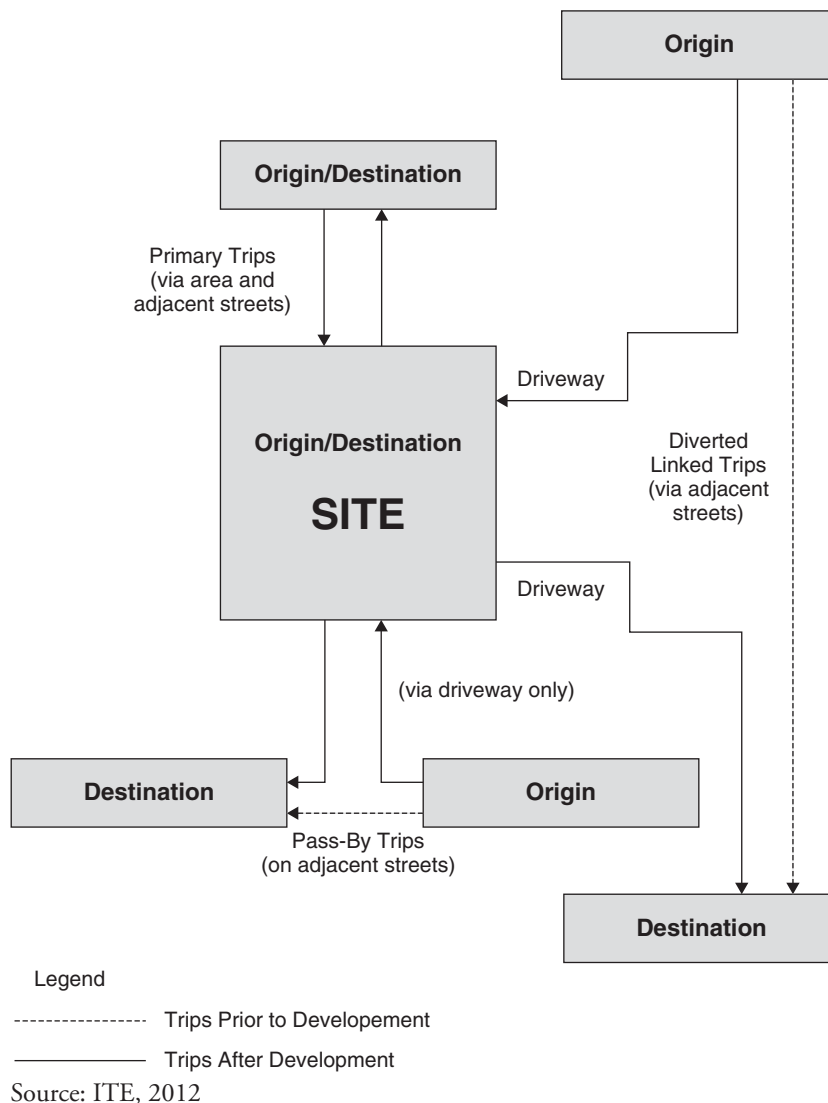 Origin
Origin/Destination
Primary Trips
(via area and
adjacent streets)
Driveway
Origin/Destination
SITE
Diverted
Linked Trips
(via adjacent
streets)
Driveway
(via driveway only)
Destination
Origin
Pass-By Trips
(on adjacent streets)
Destination
Legend
Trips Prior to Developement
Trips After Development
Source: ITE, 2012